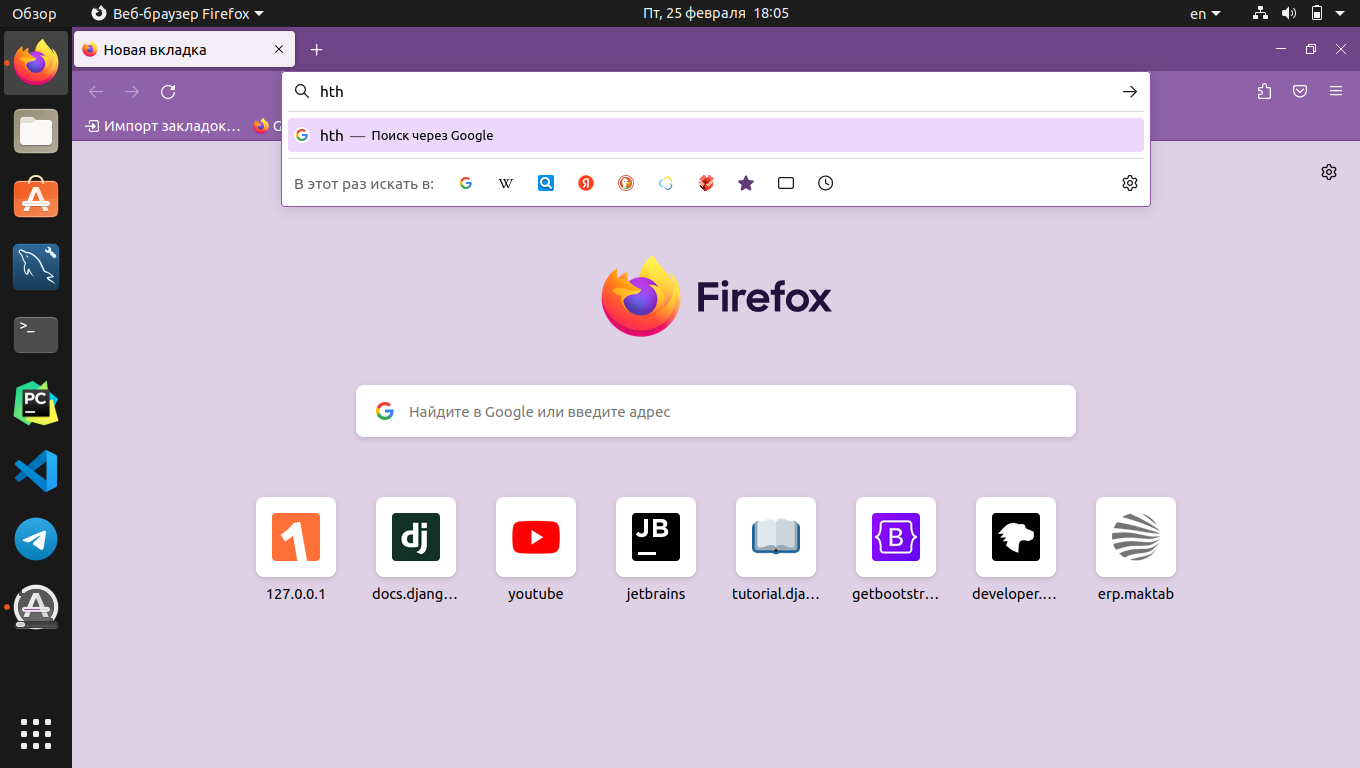 Обзор Веб-браузер Firefox Пт, 25 февраля 18:05 en
Новая вкладка
hth
Импорт закладок…
hth — Поиск через Google
В этот раз искать в:
Firefox
Найдите в Google или введите адрес
127.0.0.1 docs.djang… youtube jetbrains tutorial.dja… getbootstr… developer.… erp.maktab